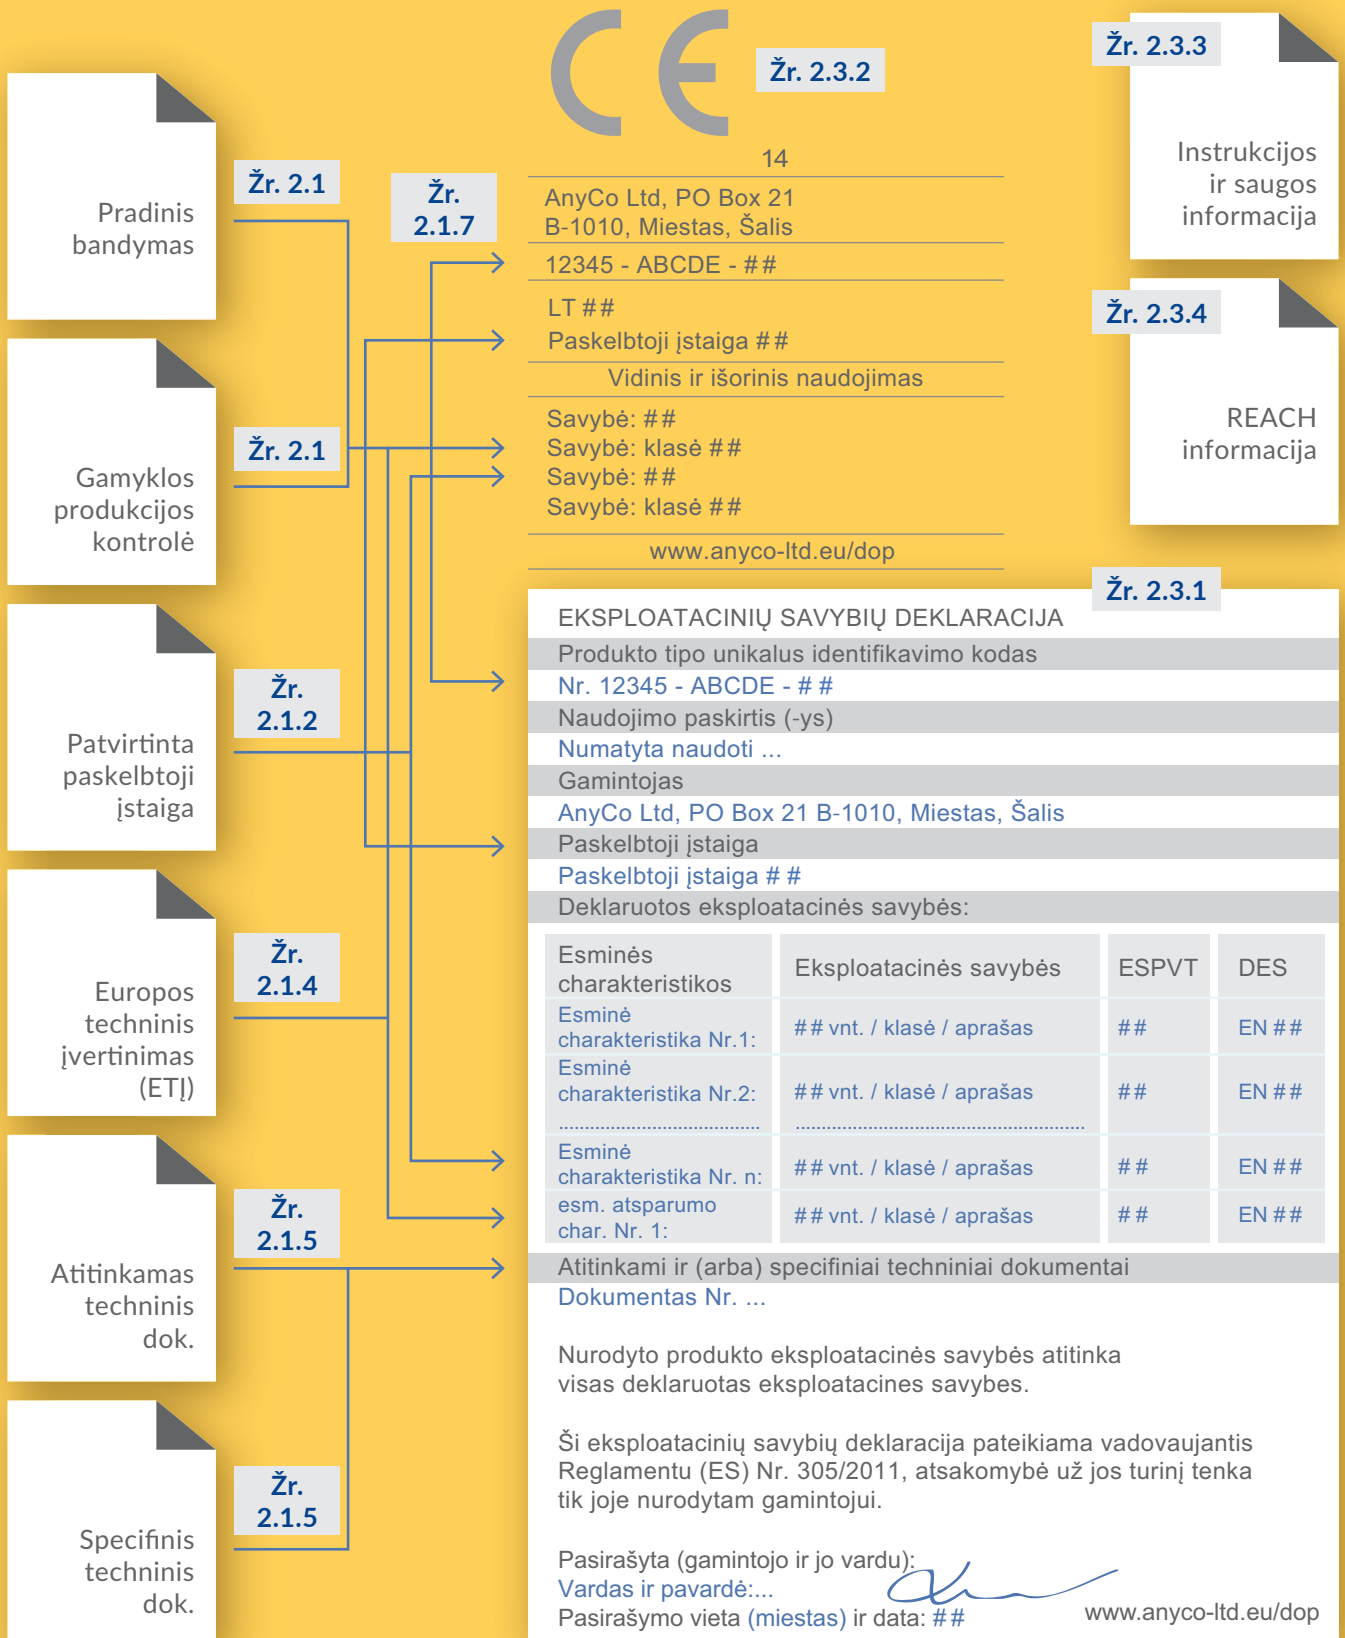 Pradinis
bandymas
Žr. 2.1
Gamyklos
produkcijos
kontrolė
Žr. 2.1
Patvirtinta
paskelbtoji
įstaiga
Žr.
2.1.2
Europos
techninis
įvertinimas
(ETĮ)
Žr.
2.1.4
Atitinkamas
techninis
dok.
Žr.
2.1.5
Specifinis
techninis
dok.
Žr.
2.1.5
Žr.
2.1.7
CE
Žr. 2.3.2
14
AnyCo Ltd, PO Box 21
B-1010, Miestas, Šalis
12345 - ABCDE - ##
LT ##
Paskelbtoji įstaiga ##
Vidinis ir išorinis naudojimas
Savybė: ##
Savybė: klasė ##
Savybė: ##
Savybė: klasė ##
www.anyco-ltd.eu/dop
Žr. 2.3.3
Instrukcijos
ir saugos
informacija
Žr. 2.3.4
REACH
informacija
Žr. 2.3.1
EKSPLOATACINIŲ SAVYBIŲ DEKLARACIJA
Produkto tipo unikalus identifikavimo kodas
Nr. 12345 - ABCDE - # #
Naudojimo paskirtis (-ys)
Numatyta naudoti ...
Gamintojas
AnyCo Ltd, PO Box 21 B-1010, Miestas, Šalis
Paskelbtoji įstaiga
Paskelbtoji įstaiga # #
Deklaruotos eksploatacinės savybės:
Esminės
charakteristikos
Eksploatacinės savybės
ESPVT
DES
Esminė
charakteristika Nr.1:
## vnt. / klasė / aprašas
##
EN ##
Esminė
charakteristika Nr.2:
## vnt. / klasė / aprašas
##
EN ##
.......................................
........................................................
Esminė
charakteristika Nr. n:
## vnt. / klasė / aprašas
##
EN ##
esm. atsparumo
char. Nr. 1:
## vnt. / klasė / aprašas
##
EN ##
Atitinkami ir (arba) specifiniai techniniai dokumentai
Dokumentas Nr. ...
Nurodyto produkto eksploatacinės savybės atitinka
visas deklaruotas eksploatacines savybes.
Ši eksploatacinių savybių deklaracija pateikiama vadovaujantis
Reglamentu (ES) Nr. 305/2011, atsakomybė už jos turinį tenka
tik joje nurodytam gamintojui.
Pasirašyta (gamintojo ir jo vardu):
Vardas ir pavardė:...
Pasirašymo vieta (miestas) ir data: ##
www.anyco-ltd.eu/dop